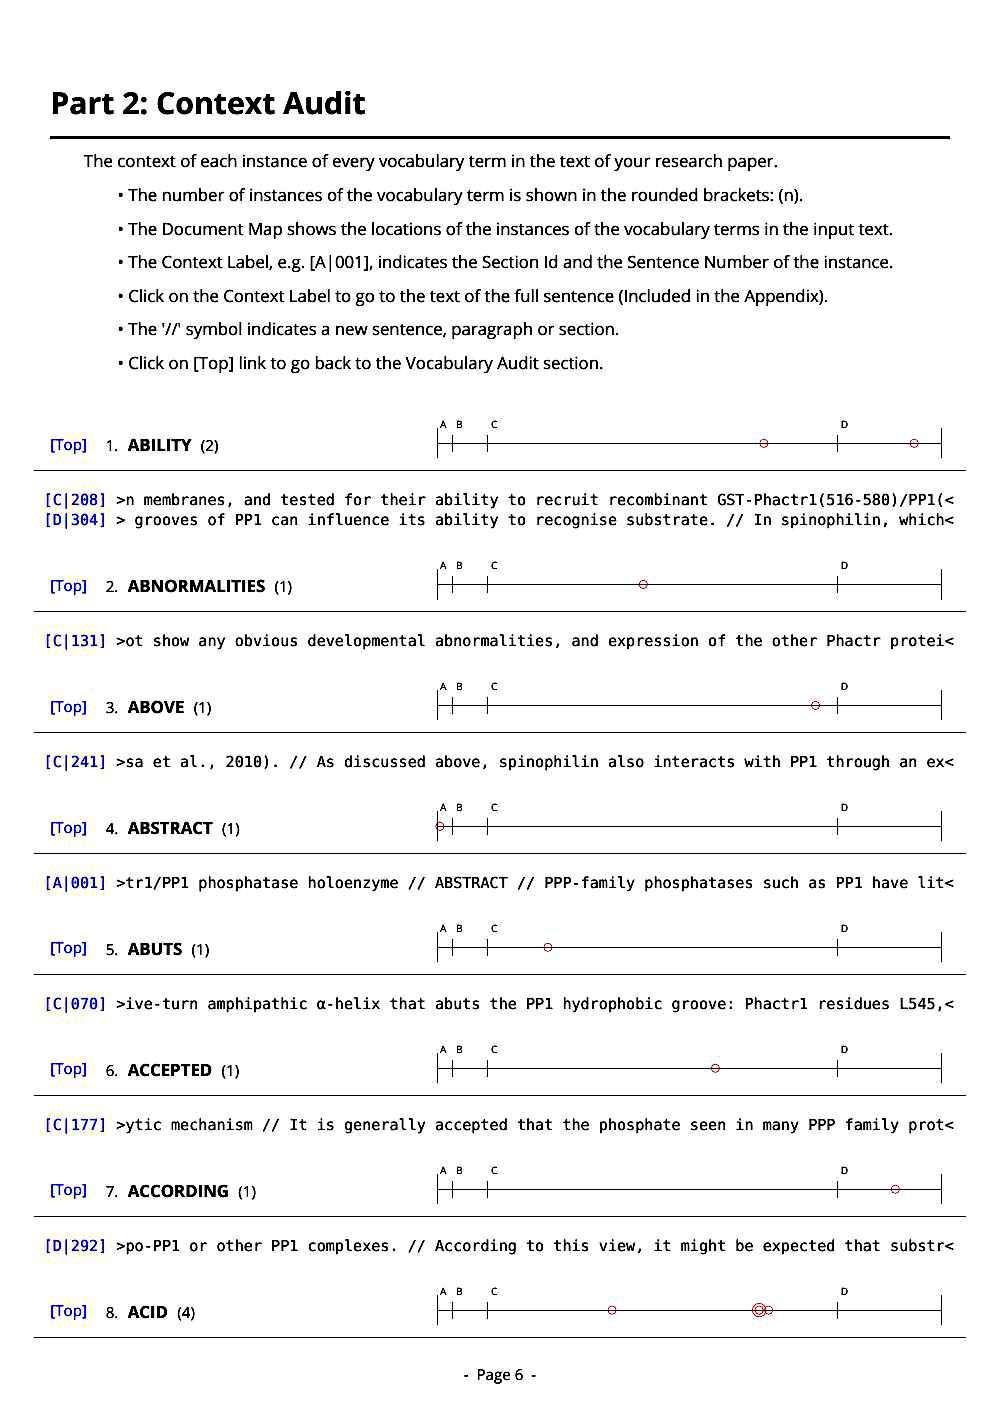 Part 2: Context Audit
The context of each instance of every vocabulary term in the text of your research paper.
• The number of instances of the vocabulary term is shown in the rounded brackets: (n).
• The Document Map shows the locations of the instances of the vocabulary terms in the input text.
• The Context Label, e.g. [A|001], indicates the Section Id and the Sentence Number of the instance.
• Click on the Context Label to go to the text of the full sentence (Included in the Appendix).
• The '//' symbol indicates a new sentence, paragraph or section.
• Click on [Top] link to go back to the Vocabulary Audit section.
A B C D
[Top] 1. ABILITY (2)
[C|208] >n membranes, and tested for their ability to recruit recombinant GST-Phactr1(516-580)/PP1(<
[D|304] > grooves of PP1 can influence its ability to recognise substrate. // In spinophilin, which<
A B C D
[Top] 2. ABNORMALITIES (1)
[C|131] >ot show any obvious developmental abnormalities, and expression of the other Phactr protei<
A B C D
[Top] 3. ABOVE (1)
[C|241] >sa et al., 2010). // As discussed above, spinophilin also interacts with PP1 through an ex<
A B C D
[Top] 4. ABSTRACT (1)
[A|001] >tr1/PP1 phosphatase holoenzyme // ABSTRACT // PPP-family phosphatases such as PP1 have lit<
A B C D
[Top] 5. ABUTS (1)
[C|070] >ive-turn amphipathic α-helix that abuts the PP1 hydrophobic groove: Phactr1 residues L545,<
A B C D
[Top] 6. ACCEPTED (1)
[C|177] >ytic mechanism // It is generally accepted that the phosphate seen in many PPP family prot<
A B C D
[Top] 7. ACCORDING (1)
[D|292] >po-PP1 or other PP1 complexes. // According to this view, it might be expected that substr<
A B C D
[Top] 8. ACID (4)
- Page 6 -